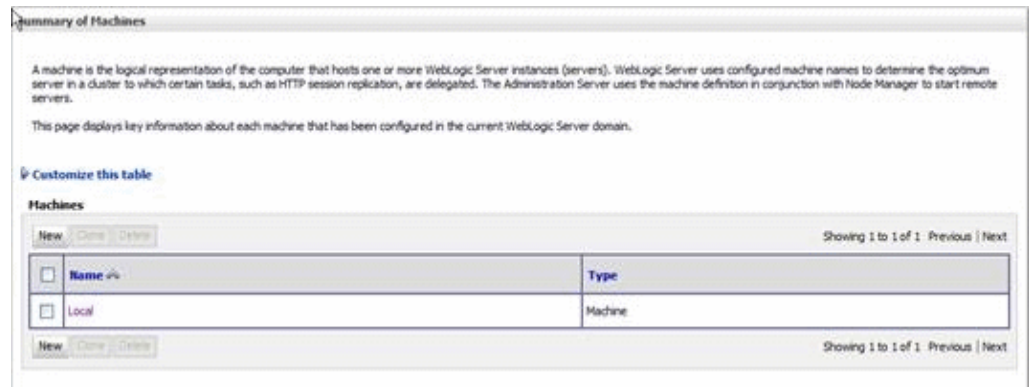 Summary of Machines
A machine is the logical representation of the computer that hosts one or more WebLogic Server instances (servers). WebLogic Server uses configured machine names to determine the optimum
server in a cluster to which certain tasks, such as HTTP session replication, are delegated. The Administration Server uses the machine definition in conjunction with Node Manager to start remote
servers.
This page displays key information about each machine that has been configured in the current WebLogic Server domain.
Customize this table
Machines
New Clone Delete Showing 1 to 1 of 1 Previous | Next
Name Type
Local Machine
New Clone Delete Showing 1 to 1 of 1 Previous | Next